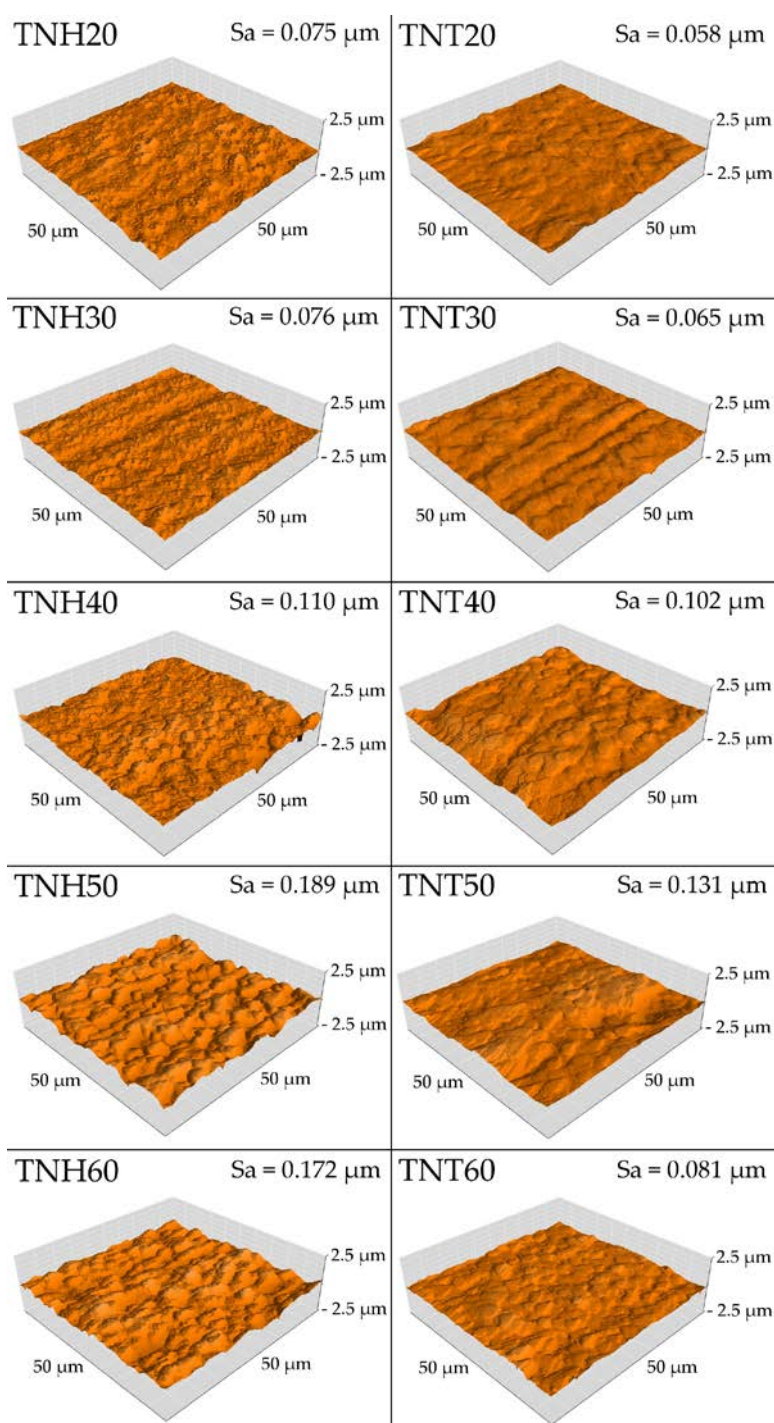 TNH20 Sa = 0.075 µm
2.5 µm
- 2.5 µm
50 µm 50 µm
TNT20 Sa = 0.058 µm
2.5 µm
- 2.5 µm
50 µm 50 µm
TNH30 Sa = 0.076 µm
2.5 µm
- 2.5 µm
50 µm 50 µm
TNT30 Sa = 0.065 µm
2.5 µm
- 2.5 µm
50 µm 50 µm
TNH40 Sa = 0.110 µm
2.5 µm
- 2.5 µm
50 µm 50 µm
TNT40 Sa = 0.102 µm
2.5 µm
- 2.5 µm
50 µm 50 µm
TNH50 Sa = 0.189 µm
2.5 µm
- 2.5 µm
50 µm 50 µm
TNT50 Sa = 0.131 µm
2.5 µm
- 2.5 µm
50 µm 50 µm
TNH60 Sa = 0.172 µm
2.5 µm
- 2.5 µm
50 µm 50 µm
TNT60 Sa = 0.081 µm
2.5 µm
- 2.5 µm
50 µm 50 µm